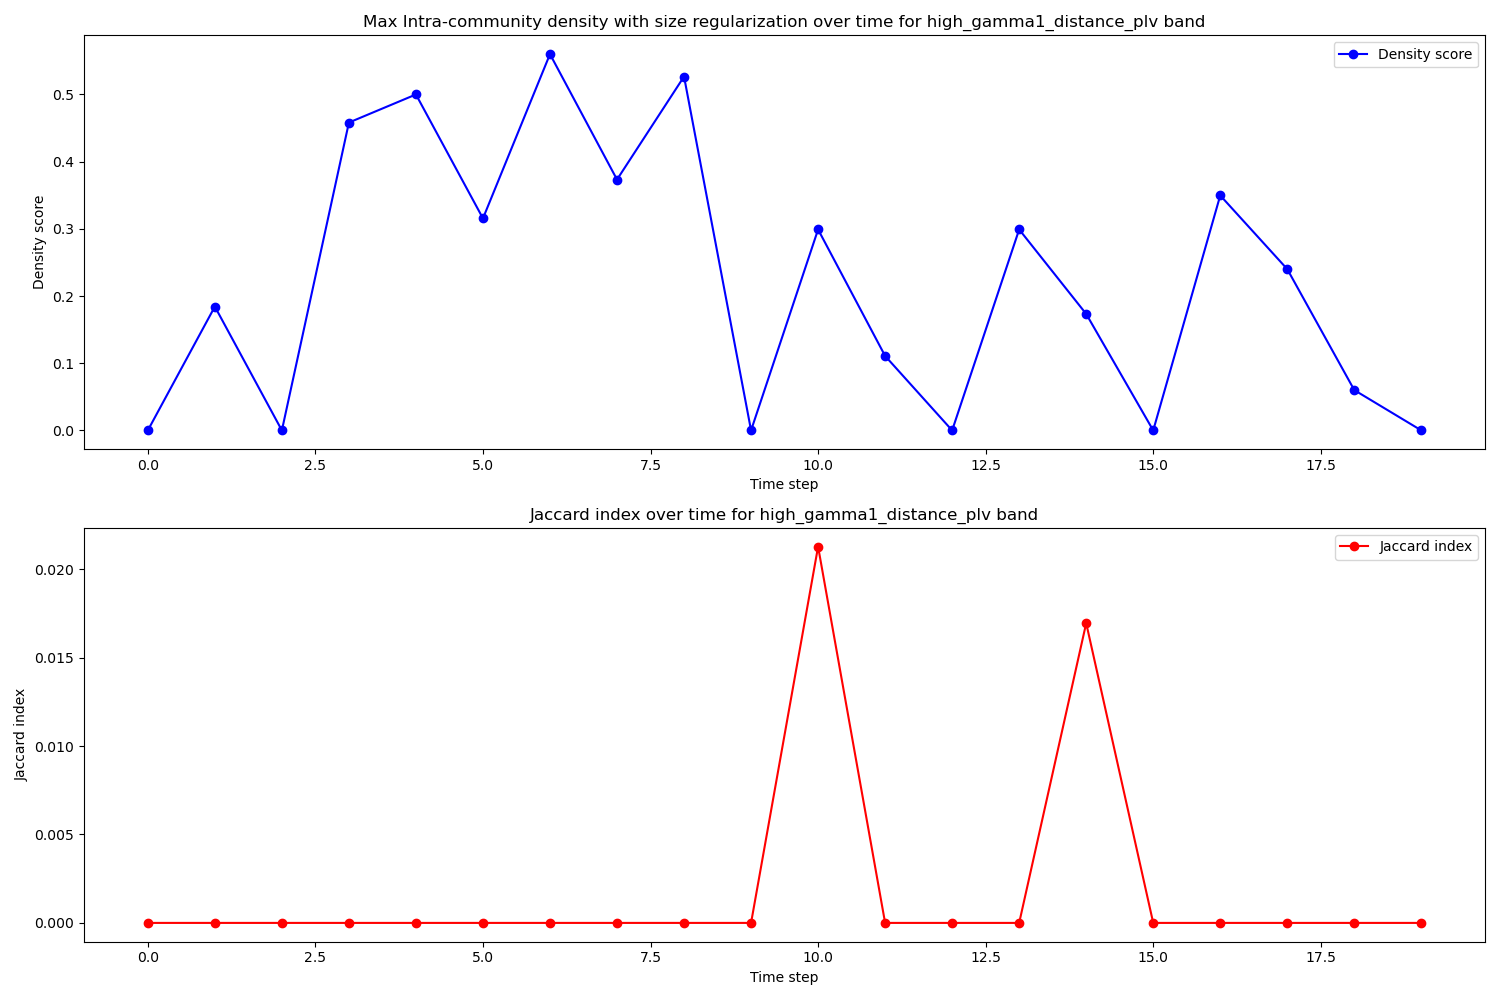 Max Intra-community density with size regularization over time for high_gamma1_distance_plv band
Density score
0.5
0.4
0.3
0.2
0.1
0.0
Density score
0.0 2.5 5.0 7.5 10.0 12.5 15.0 17.5
Time step
Jaccard index over time for high_gamma1_distance_plv band
Jaccard index
0.020
0.015
0.010
0.005
0.000
Jaccard index
0.0 2.5 5.0 7.5 10.0 12.5 15.0 17.5
Time step